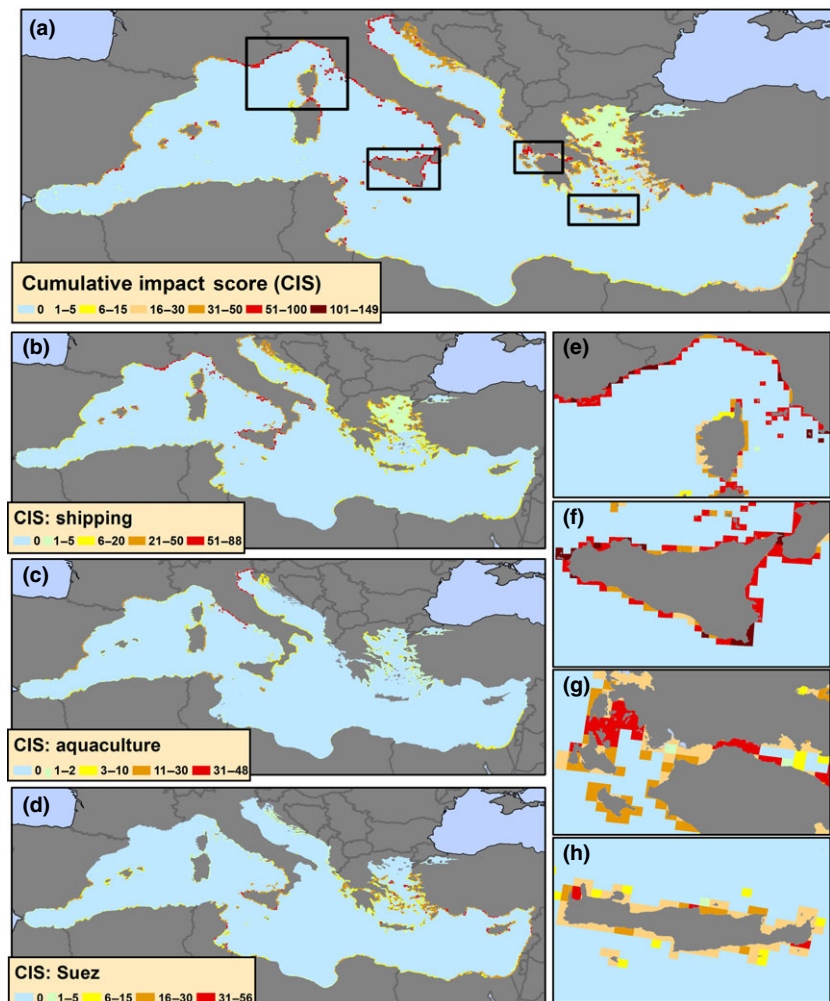 (a)
Cumulative impact score (CIS)
0 1–5 6–15 16–30 31–50 51–100 101–149
(b)
CIS: shipping
0 1–5 6–20 21–50 51–88
(c)
CIS: aquaculture
0 1–2 3–10 11–30 31–48
(d)
CIS: Suez
0 1–5 6–15 16–30 31–56
(e)
(f)
(g)
(h)